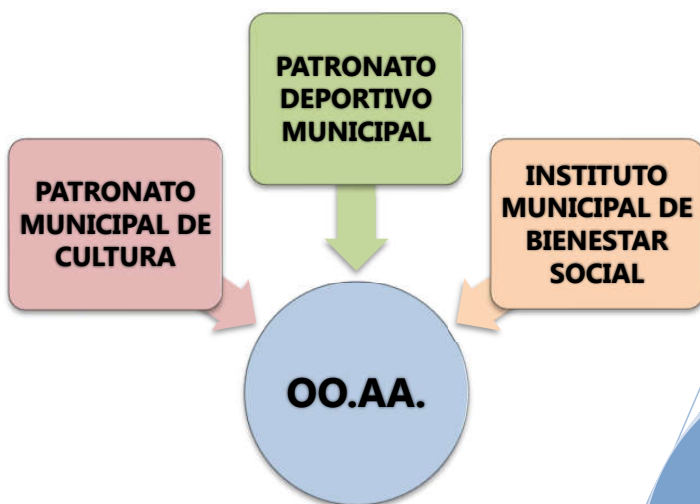 PATRONATO
DEPORTIVO
MUNICIPAL
PATRONATO
MUNICIPAL DE
CULTURA
INSTITUTO
MUNICIPAL DE
BIENESTAR
SOCIAL
OO.AA.